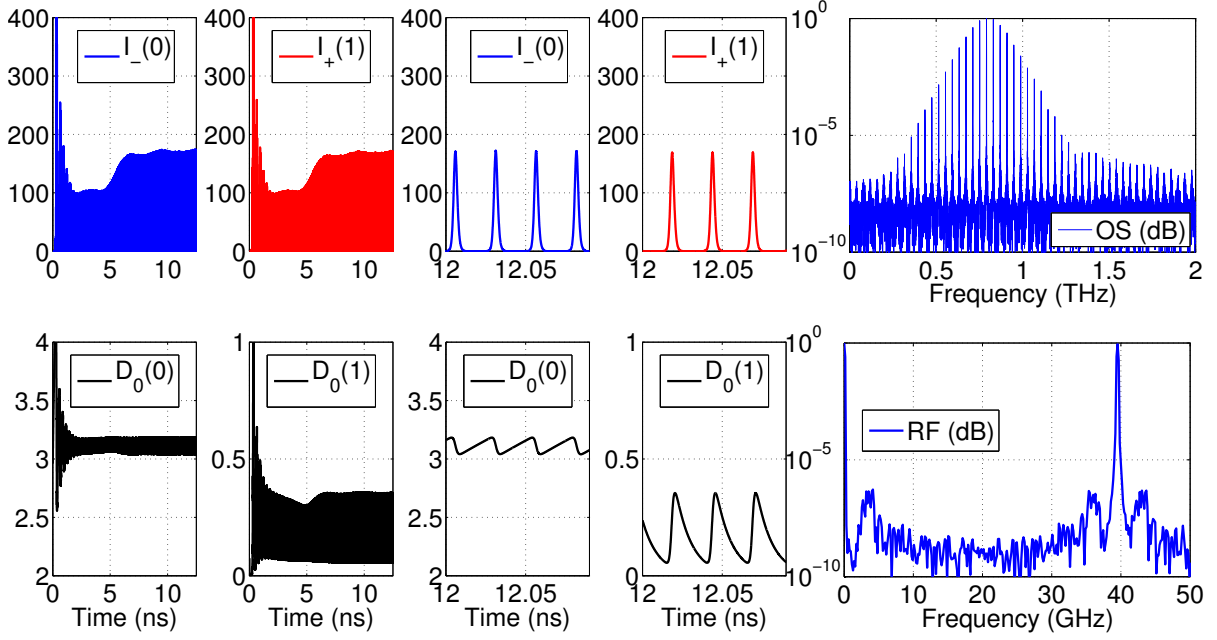 400
300
200
100
0
0 5 10
I_(0)
400
300
200
100
0
0 5 10
I+(1)
400
300
200
100
0
12 12.05
I_(0)
400
300
200
100
0
12 12.05
I+(1)
10^0
10^−5
10^−10
0 0.5 1 1.5 2
Frequency (THz)
OS (dB)
4
3.5
3
2.5
2
0 5 10
Time (ns)
D0(0)
1
0.5
0
0 5 10
Time (ns)
D0(1)
4
3.5
3
2.5
2
12 12.05
Time (ns)
D0(0)
1
0.5
0
12 12.05
Time (ns)
D0(1)
10^0
10^−5
10^−10
0 10 20 30 40 50
Frequency (GHz)
RF (dB)